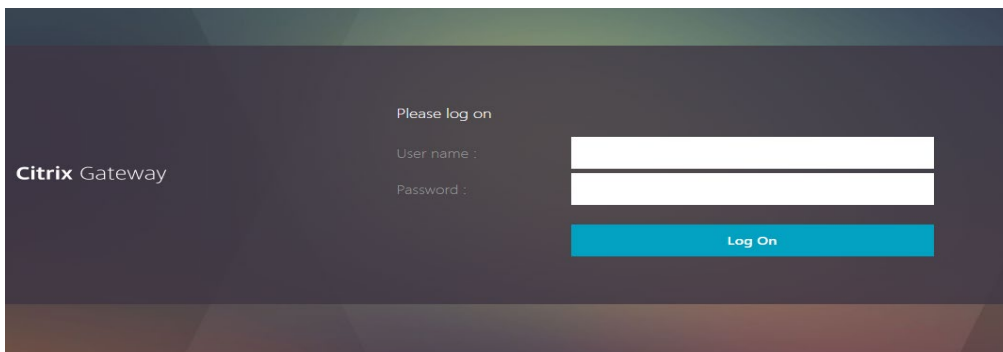 Please log on
User name :
Citrix Gateway
Password :
Log On